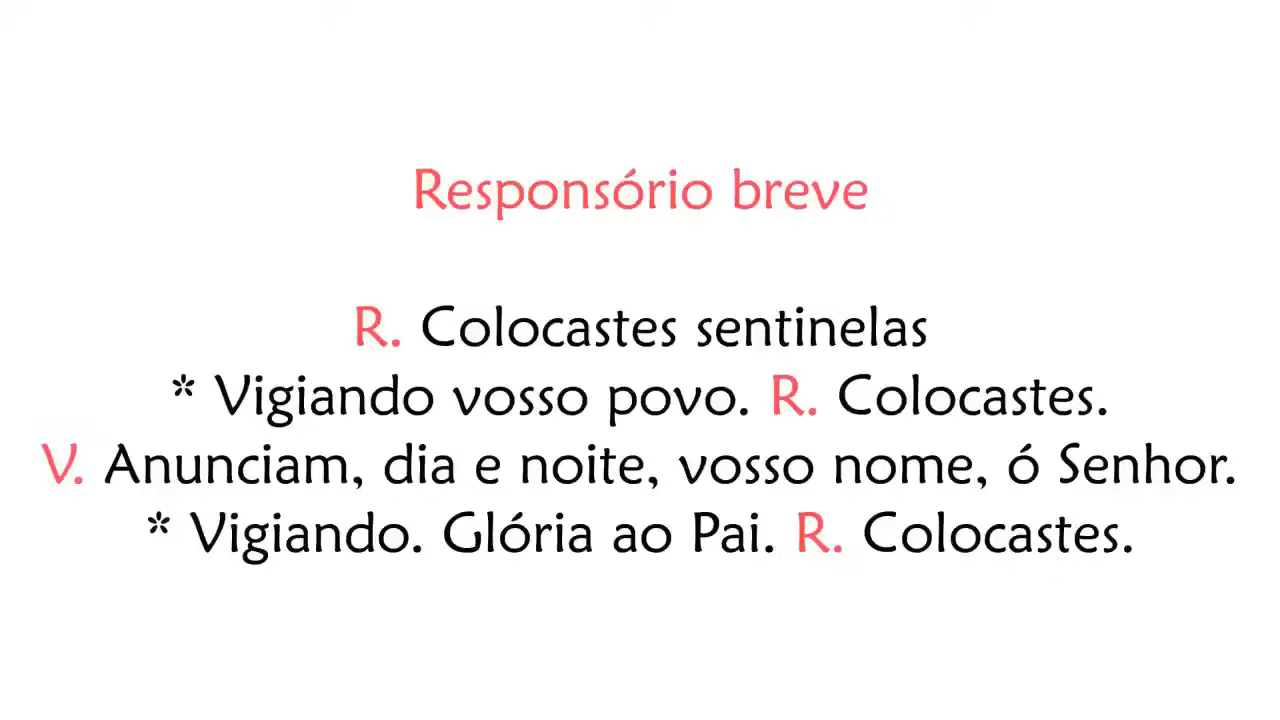 Responsório breve
R. Colocastes sentinelas
* Vigiando vosso povo. R. Colocastes.
V. Anunciam, dia e noite, vosso nome, ó Senhor.
* Vigiando. Glória ao Pai. R. Colocastes.